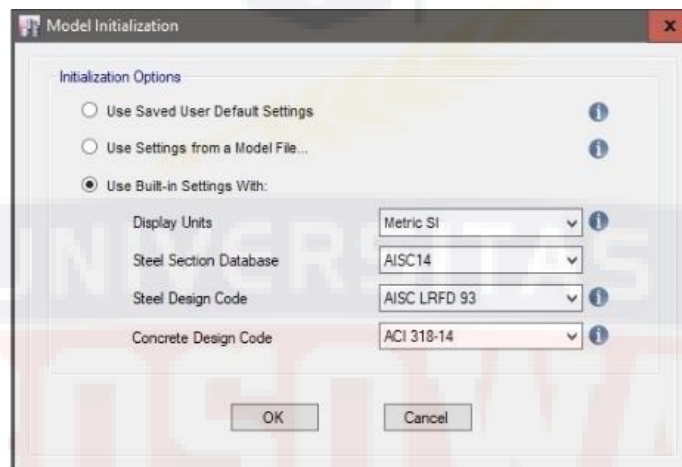 Model Initialization
Initialization Options
Use Saved User Default Settings
Use Settings from a Model File...
Use Built-in Settings With:
Display Units Metric SI
Steel Section Database AISC14
Steel Design Code AISC LRFD 93
Concrete Design Code ACI 318-14
OK Cancel
UNIVERSITAS
BOSOWA